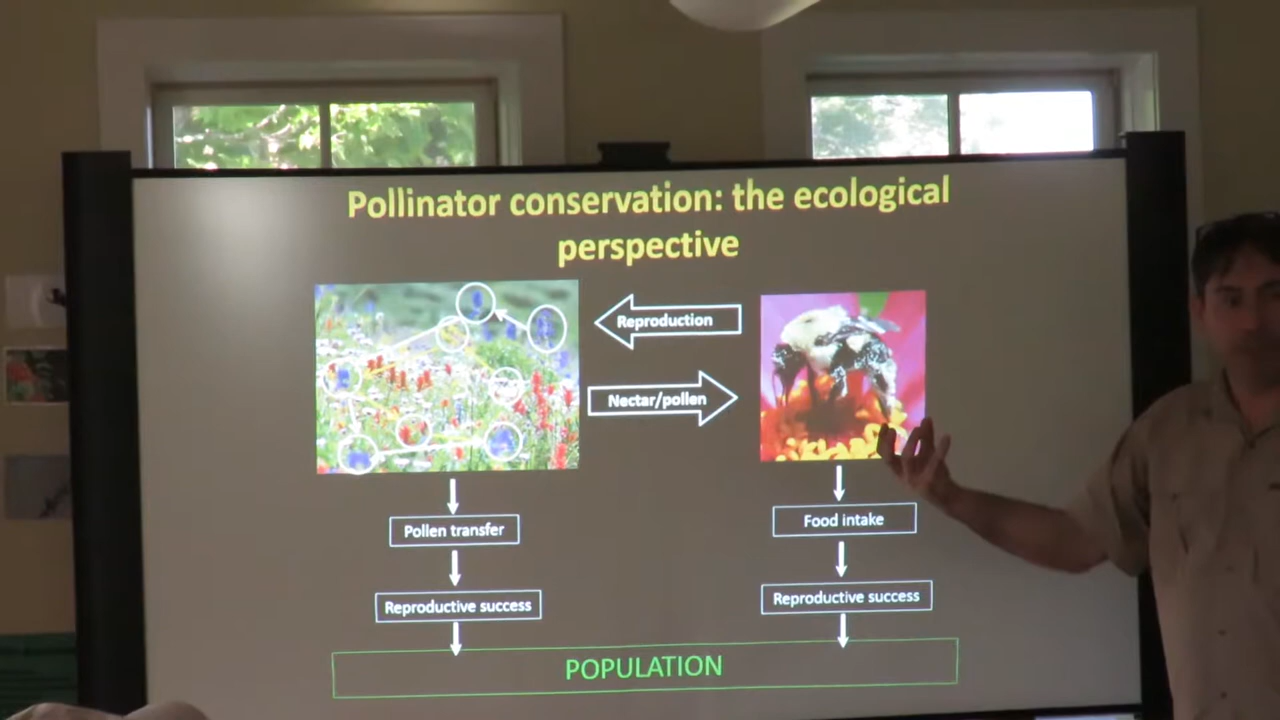 Pollinator conservation: the ecological
perspective
Reproduction
Nectar/pollen
Pollen transfer
Food intake
Reproductive success
Reproductive success
POPULATION